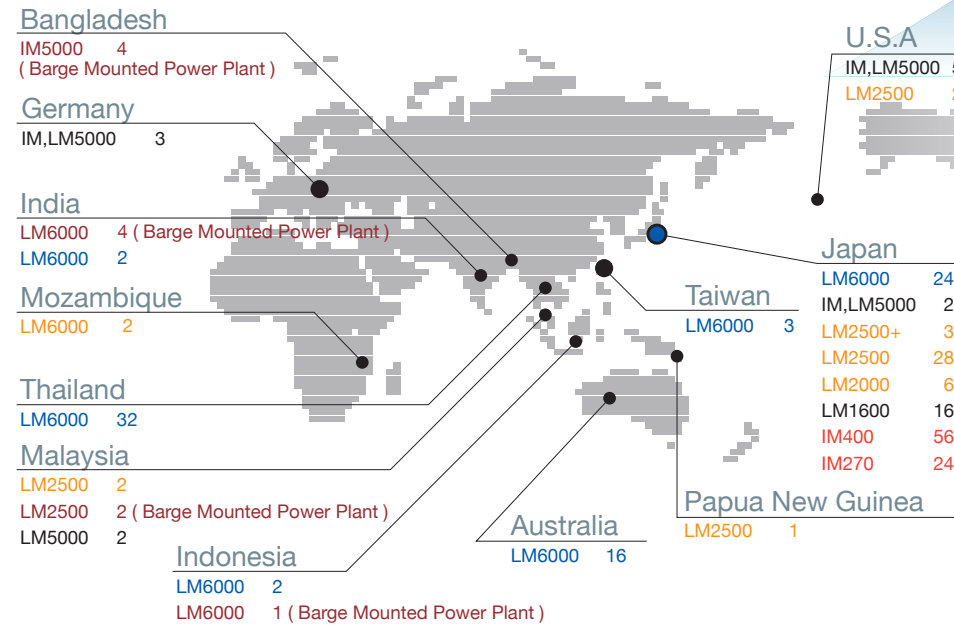 Bangladesh
IM5000 4
( Barge Mounted Power Plant )
Germany
IM,LM5000 3
India
LM6000 4 ( Barge Mounted Power Plant )
LM6000 2
Mozambique
LM6000 2
Thailand
LM6000 32
Malaysia
LM2500 2
LM2500 2 ( Barge Mounted Power Plant )
LM5000 2
Indonesia
LM6000 2
LM6000 1 ( Barge Mounted Power Plant )
Australia
LM6000 16
Papua New Guinea
LM2500 1
Taiwan
LM6000 3
U.S.A
IM,LM5000
LM2500
Japan
LM6000 24
IM,LM5000 2
LM2500+ 3
LM2500 28
LM2000 6
LM1600 16
IM400 56
IM270 24